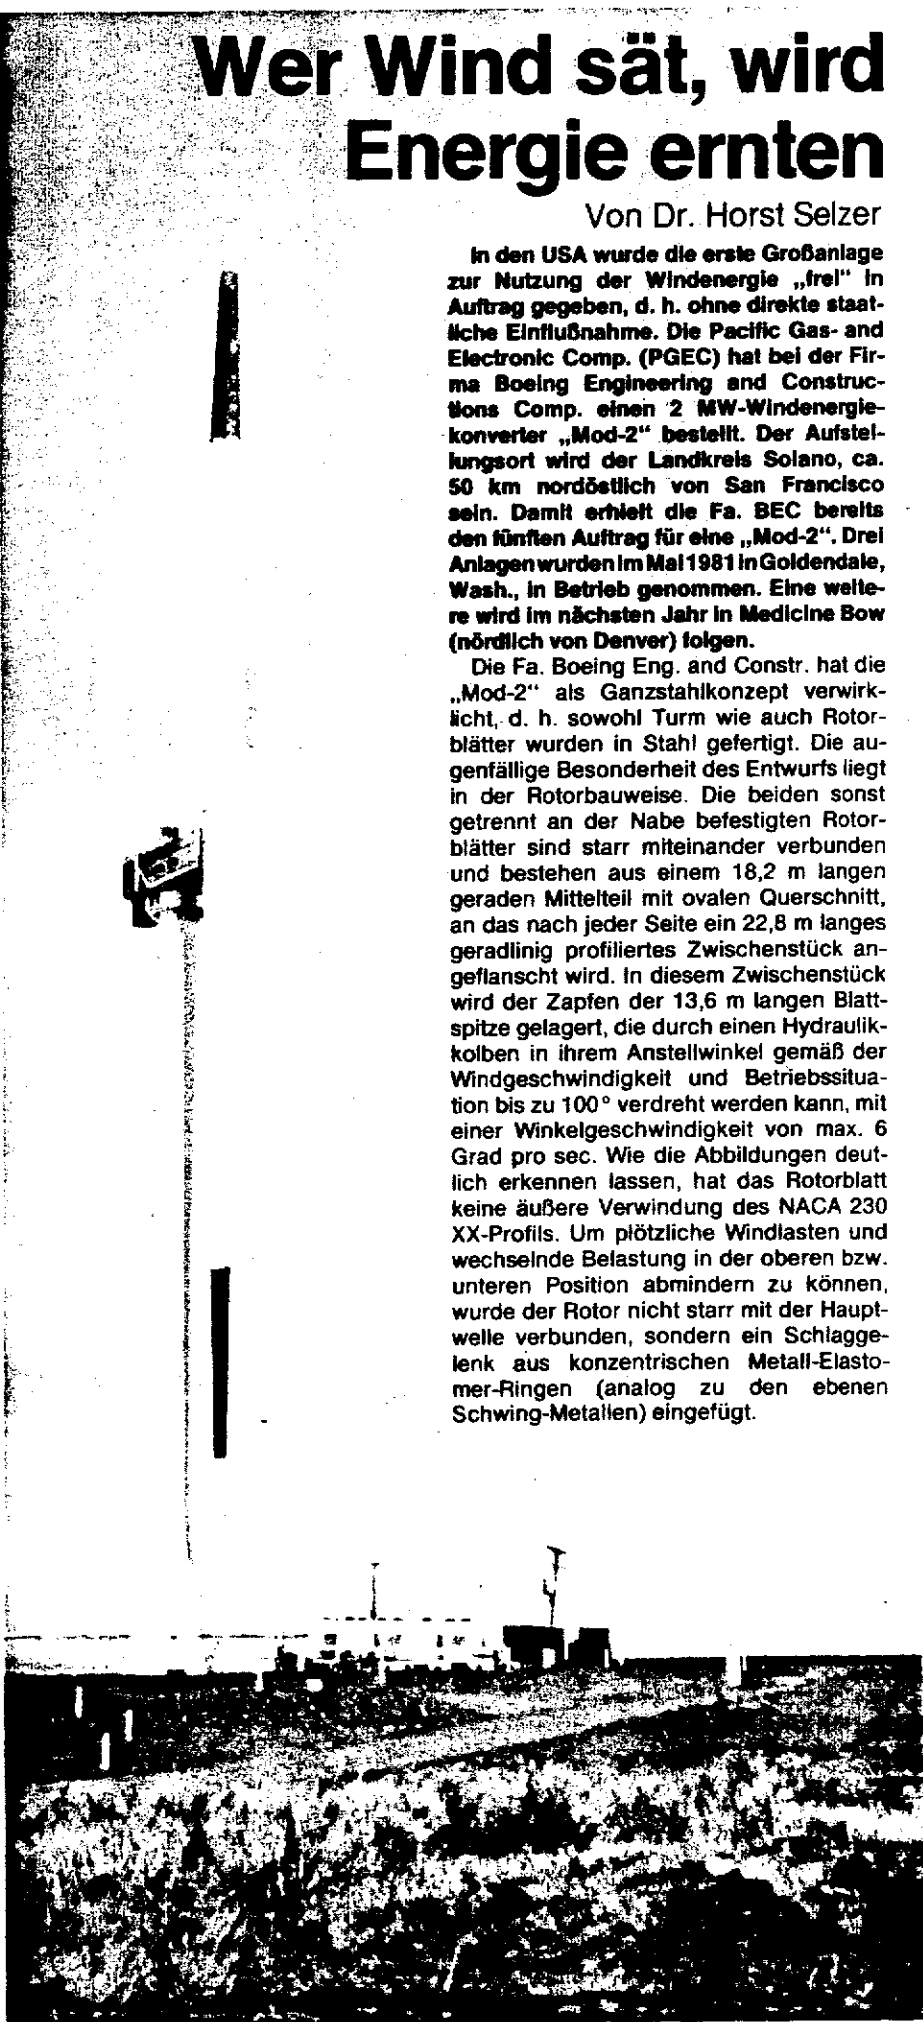 Wer Wind sät, wird
Energie ernten
Von Dr. Horst Selzer
In den USA wurde die erste Großanlage
zur Nutzung der Windenergie „frei“ in
Auftrag gegeben, d. h. ohne direkte staat-
liche Einflußnahme. Die Pacific Gas- and
Electronic Comp. (PGEC) hat bei der Fir-
ma Boeing Engineering and Construc-
tions Comp. einen 2 MW-Windenergie-
konverter „Mod-2“ bestellt. Der Aufstel-
lungsort wird der Landkreis Solano, ca.
50 km nordöstlich von San Francisco
sein. Damit erhielt die Fa. BEC bereits
den fünften Auftrag für eine „Mod-2“. Drei
Anlagen wurden im Mai 1981 in Goldendale,
Wash., in Betrieb genommen. Eine weite-
re wird im nächsten Jahr in Medicine Bow
(nördlich von Denver) folgen.
Die Fa. Boeing Eng. and Constr. hat die
„Mod-2“ als Ganzstahlkonzept verwirk-
licht, d. h. sowohl Turm wie auch Rotor-
blätter wurden in Stahl gefertigt. Die au-
genfällige Besonderheit des Entwurfs liegt
in der Rotorbauweise. Die beiden sonst
getrennt an der Nabe befestigten Rotor-
blätter sind starr miteinander verbunden
und bestehen aus einem 18,2 m langen
geraden Mittelteil mit ovalen Querschnitt,
an das nach jeder Seite ein 22,8 m langes
geradlinig profiliertes Zwischenstück an-
geflanscht wird. In diesem Zwischenstück
wird der Zapfen der 13,6 m langen Blatt-
spitze gelagert, die durch einen Hydraulik-
kolben in ihrem Anstellwinkel gemäß der
Windgeschwindigkeit und Betriebssitua-
tion bis zu 100° verdreht werden kann, mit
einer Winkelgeschwindigkeit von max. 6
Grad pro sec. Wie die Abbildungen deut-
lich erkennen lassen, hat das Rotorblatt
keine äußere Verwindung des NACA 230
XX-Profils. Um plötzliche Windlasten und
wechselnde Belastung in der oberen bzw.
unteren Position abmindern zu können,
wurde der Rotor nicht starr mit der Haupt-
welle verbunden, sondern ein Schlagge-
lenk aus konzentrischen Metall-Elasto-
mer-Ringen (analog zu den ebenen
Schwing-Metallen) eingefügt.